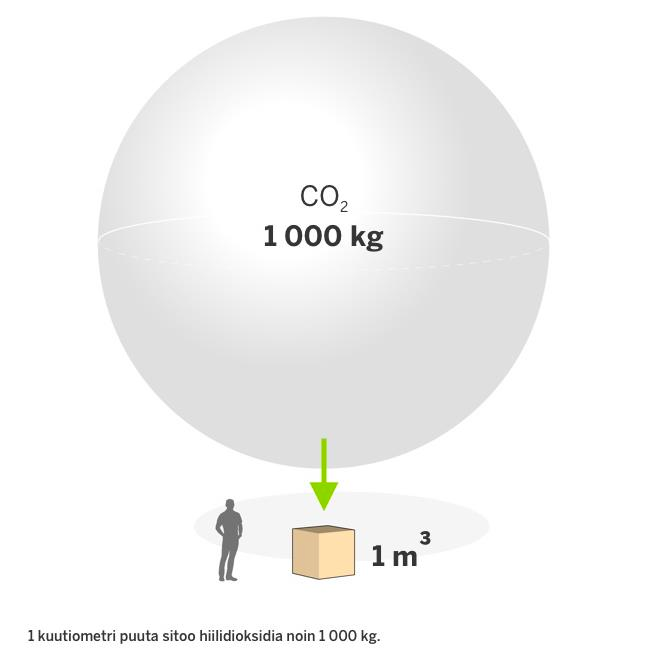 CO₂
1 000 kg
1 m³
1 kuutiometri puuta sitoo hiilidioksidia noin 1 000 kg.